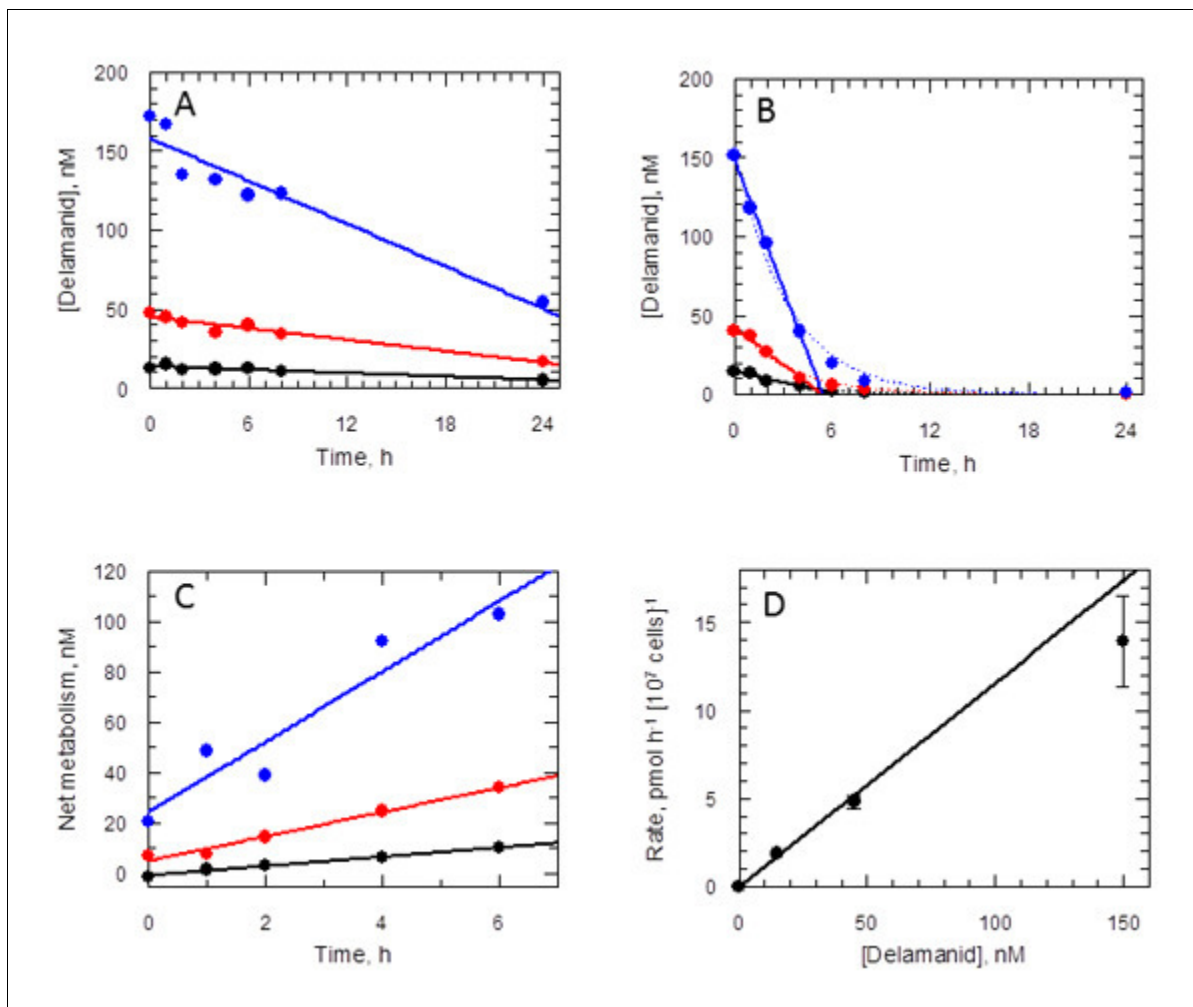 A
200
150
100
50
0
[Delamanid], nM
0 6 12 18 24
Time, h
B
200
150
100
50
0
[Delamanid], nM
0 6 12 18 24
Time, h
C
120
100
80
60
40
20
0
Net metabolism, nM
0 2 4 6
Time, h
D
15
10
5
0
Rate, pmol h⁻¹ [10⁷ cells]⁻¹
0 50 100 150
[Delamanid], nM